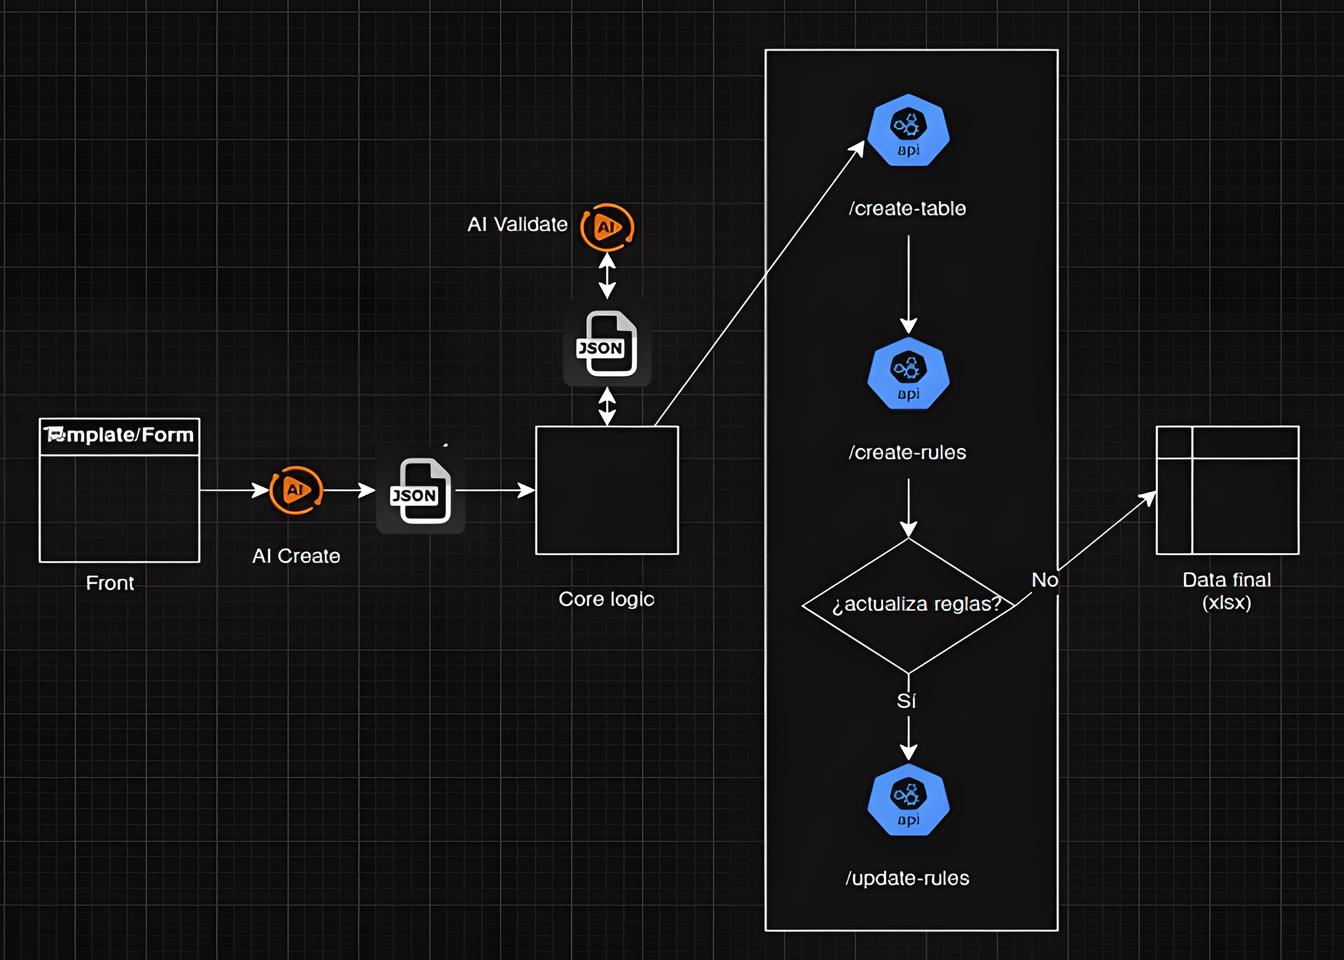 Template/Form
Front
AI
AI Create
JSON
AI Validate
AI
JSON
Core logic
api
/create-table
api
/create-rules
¿actualiza reglas?
No
Sí
api
/update-rules
Data final
(xlsx)